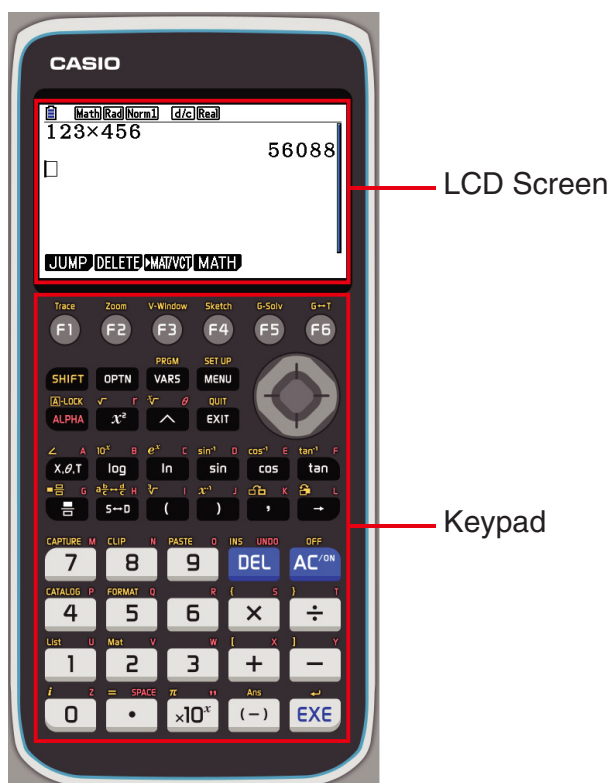 CASIO
Math Rad Norm1 d/c Real
123×456
56088
JUMP DELETE ▶MAT/VCT MATH
LCD Screen
Trace Zoom V-Window Sketch G-Solv G↔T
F1 F2 F3 F4 F5 F6
PRGM SET UP
SHIFT OPTN VARS MENU
A-LOCK √ r ˣ√ θ QUIT
ALPHA x² ^ EXIT
∠ A 10ˣ B eˣ C sin⁻¹ D cos⁻¹ E tan⁻¹ F
X,θ,T log ln sin cos tan
G a b/c↔d/c H ³√ I x⁻¹ J K L
S↔D ( ) , →
Keypad
CAPTURE M CLIP N PASTE O INS UNDO OFF
7 8 9 DEL AC/ON
CATALOG P FORMAT Q R { S } T
4 5 6 × ÷
List U Mat V W [ X ] Y
1 2 3 + −
i Z = SPACE π " Ans ↵
0 • ×10ˣ (−) EXE